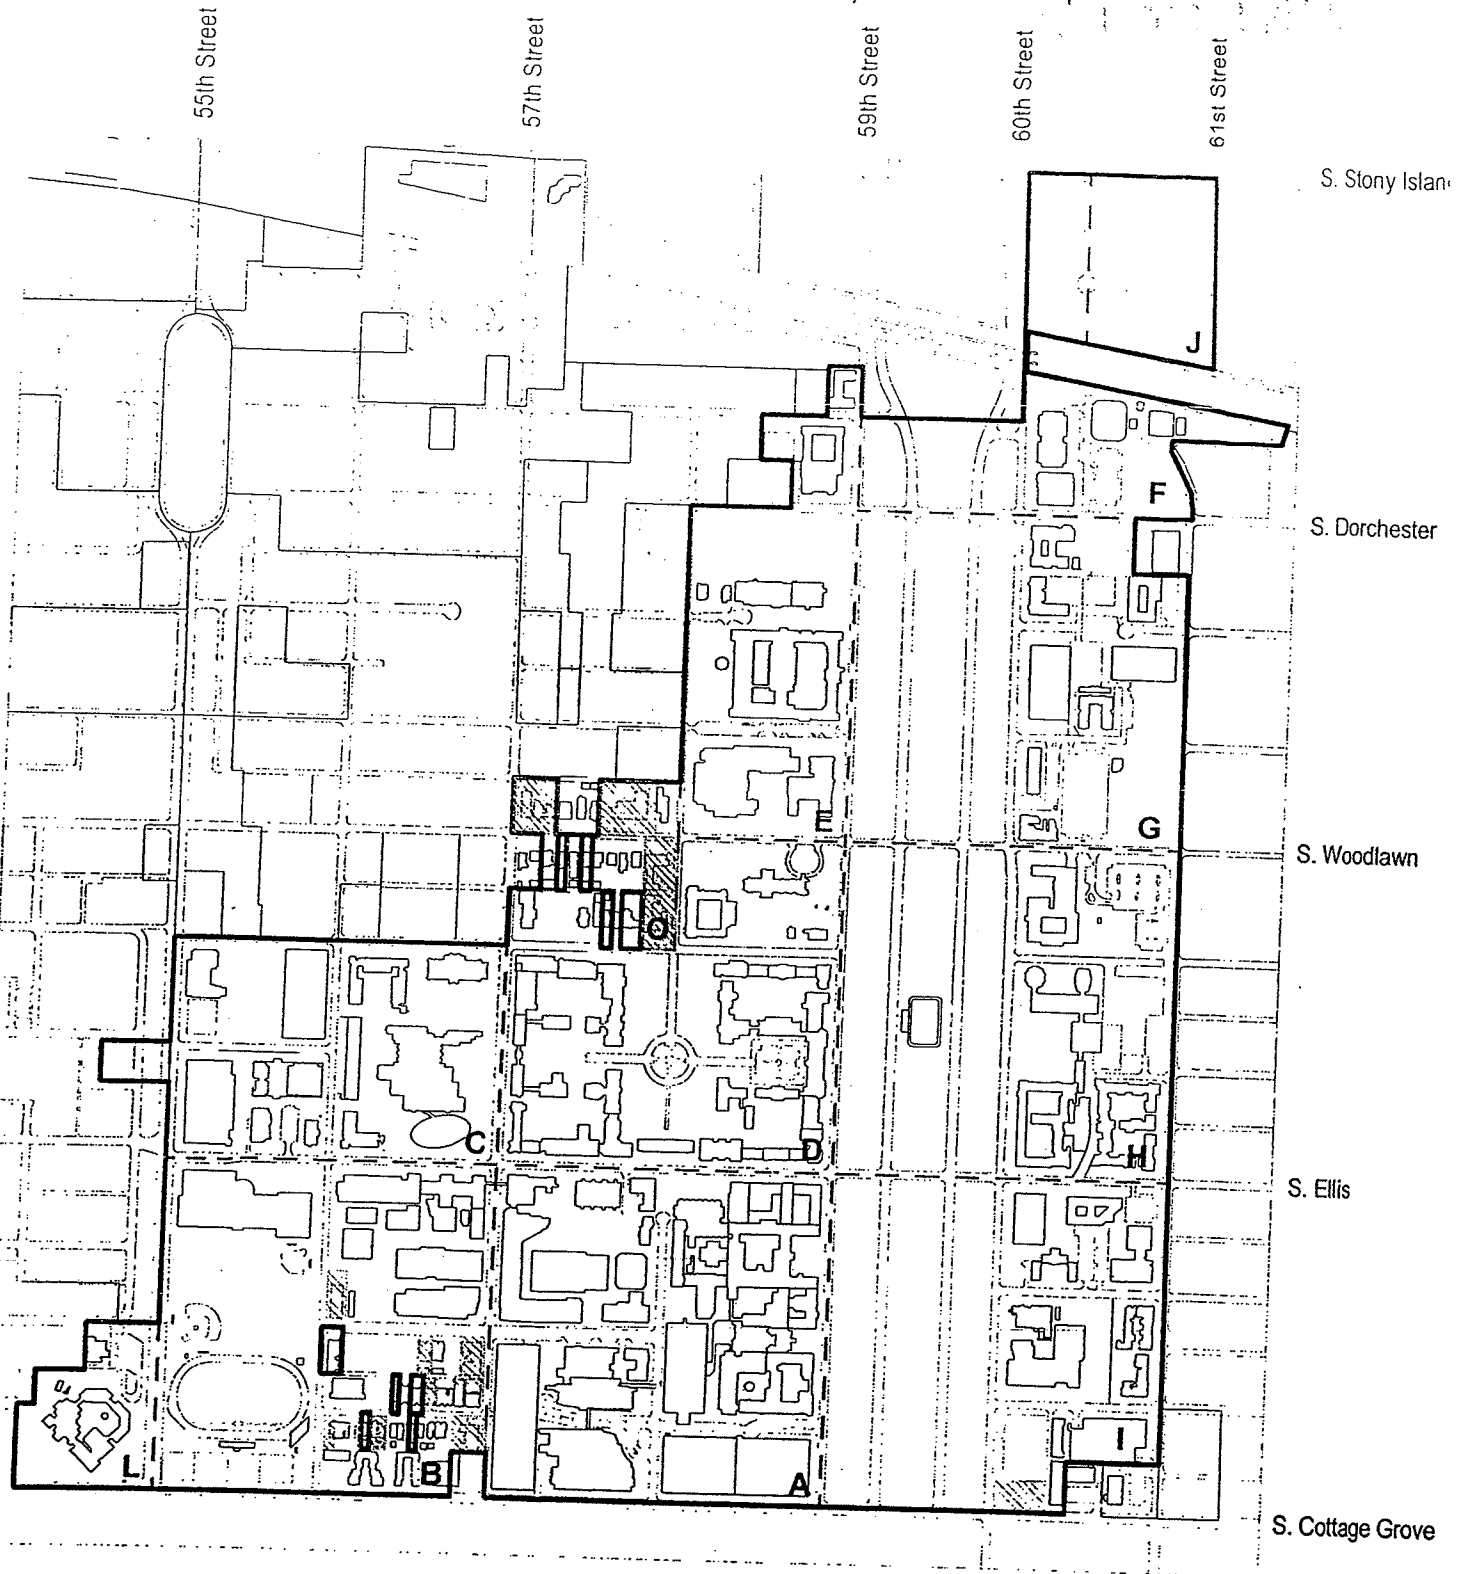 55th Street
57th Street
59th Street
60th Street
61st Street
S. Stony Islan
J
F
S. Dorchester
E
G
S. Woodlawn
O
C
D
H
S. Ellis
I
L
B
A
S. Cottage Grove